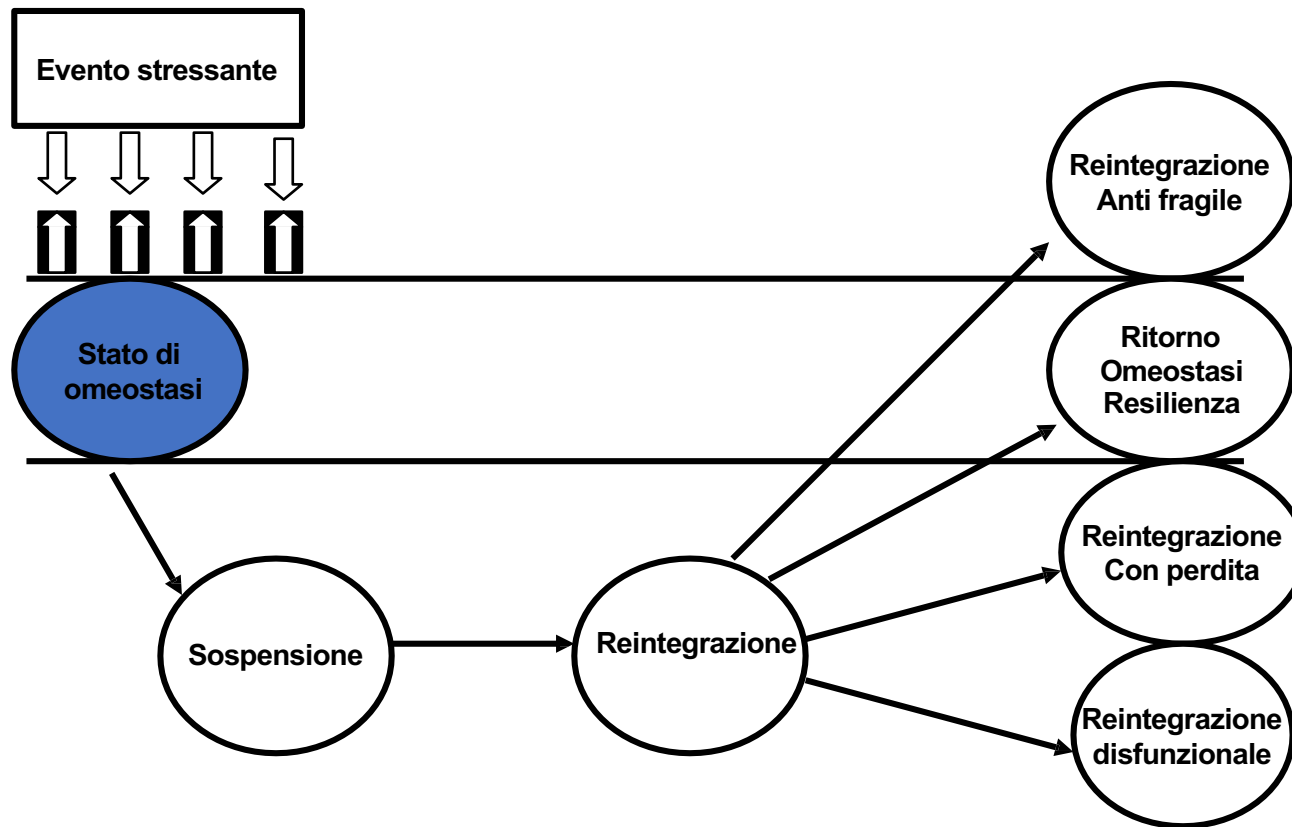 Evento stressante
Reintegrazione
Anti fragile
Stato di
omeostasi
Ritorno
Omeostasi
Resilienza
Reintegrazione
Con perdita
Sospensione
Reintegrazione
Reintegrazione
disfunzionale